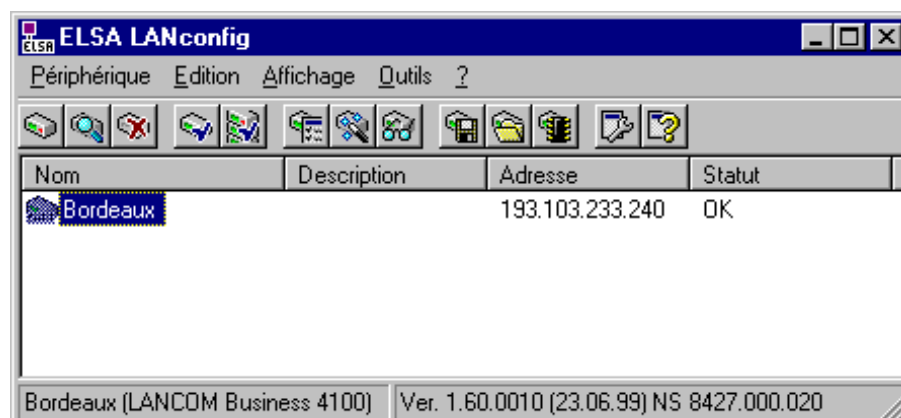 ELSA ELSA LANconfig
Périphérique Edition Affichage Outils ?
Nom Description Adresse Statut
Bordeaux 193.103.233.240 OK
Bordeaux (LANCOM Business 4100) Ver. 1.60.0010 (23.06.99) NS 8427.000.020